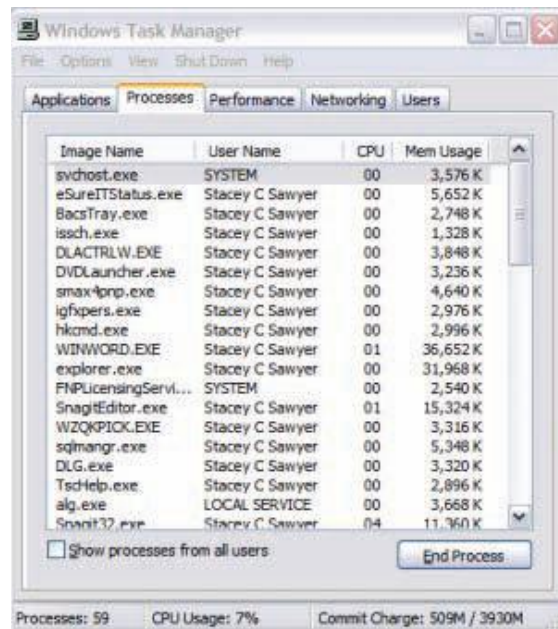 Windows Task Manager
File Options View Shut Down Help
Applications Processes Performance Networking Users
Image Name User Name CPU Mem Usage
svchost.exe SYSTEM 00 3,576 K
eSureITStatus.exe Stacey C Sawyer 00 5,652 K
BacsTray.exe Stacey C Sawyer 00 2,748 K
issch.exe Stacey C Sawyer 00 1,328 K
DLACTRLW.EXE Stacey C Sawyer 00 3,848 K
DVDLauncher.exe Stacey C Sawyer 00 3,236 K
smax4pnp.exe Stacey C Sawyer 00 4,640 K
igfxpers.exe Stacey C Sawyer 00 2,976 K
hkcmd.exe Stacey C Sawyer 00 2,996 K
WINWORD.EXE Stacey C Sawyer 01 36,652 K
explorer.exe Stacey C Sawyer 00 31,968 K
FNPLicensingServi... SYSTEM 00 2,540 K
SnagitEditor.exe Stacey C Sawyer 01 15,324 K
WZQKPICK.EXE Stacey C Sawyer 00 3,316 K
sqlmangr.exe Stacey C Sawyer 00 5,348 K
DLG.exe Stacey C Sawyer 00 3,320 K
TscHelp.exe Stacey C Sawyer 00 2,896 K
alg.exe LOCAL SERVICE 00 3,668 K
Snagit32.exe Stacey C Sawyer 04 11,360 K
Show processes from all users End Process
Processes: 59 CPU Usage: 7% Commit Charge: 509M / 3930M